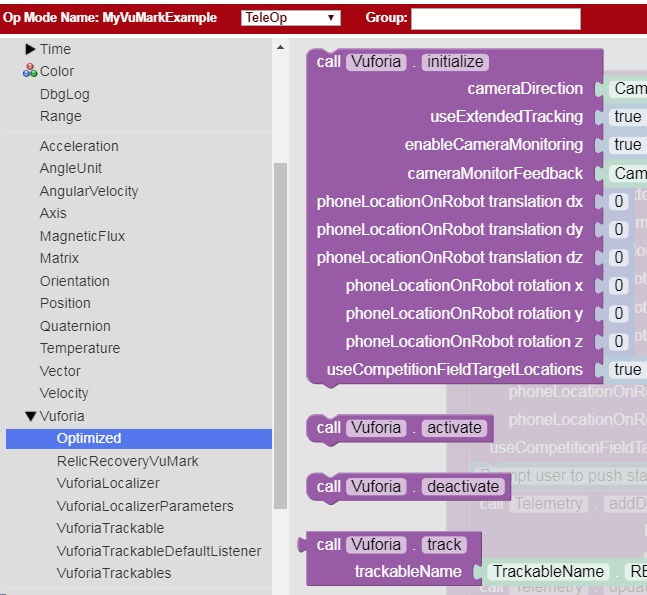 Op Mode Name: MyVuMarkExample TeleOp Group:
Time
Color
DbgLog
Range
Acceleration
AngleUnit
AngularVelocity
Axis
MagneticFlux
Matrix
Orientation
Position
Quaternion
Temperature
Vector
Velocity
Vuforia
Optimized
RelicRecoveryVuMark
VuforiaLocalizer
VuforiaLocalizerParameters
VuforiaTrackable
VuforiaTrackableDefaultListener
VuforiaTrackables
call Vuforia . initialize
cameraDirection Cam
useExtendedTracking true
enableCameraMonitoring true
cameraMonitorFeedback Cam
phoneLocationOnRobot translation dx 0
phoneLocationOnRobot translation dy 0
phoneLocationOnRobot translation dz 0
phoneLocationOnRobot rotation x 0
phoneLocationOnRobot rotation y 0
phoneLocationOnRobot rotation z 0
useCompetitionFieldTargetLocations true
phoneLocationOnR
phoneLocationOnR
call Vuforia . activate
useCompetitionFieldTa
Prompt user to push sta
call Vuforia . deactivate
call Telemetry . addD
call Vuforia . track
trackableName TrackableName . RE
call Telemetry . updat